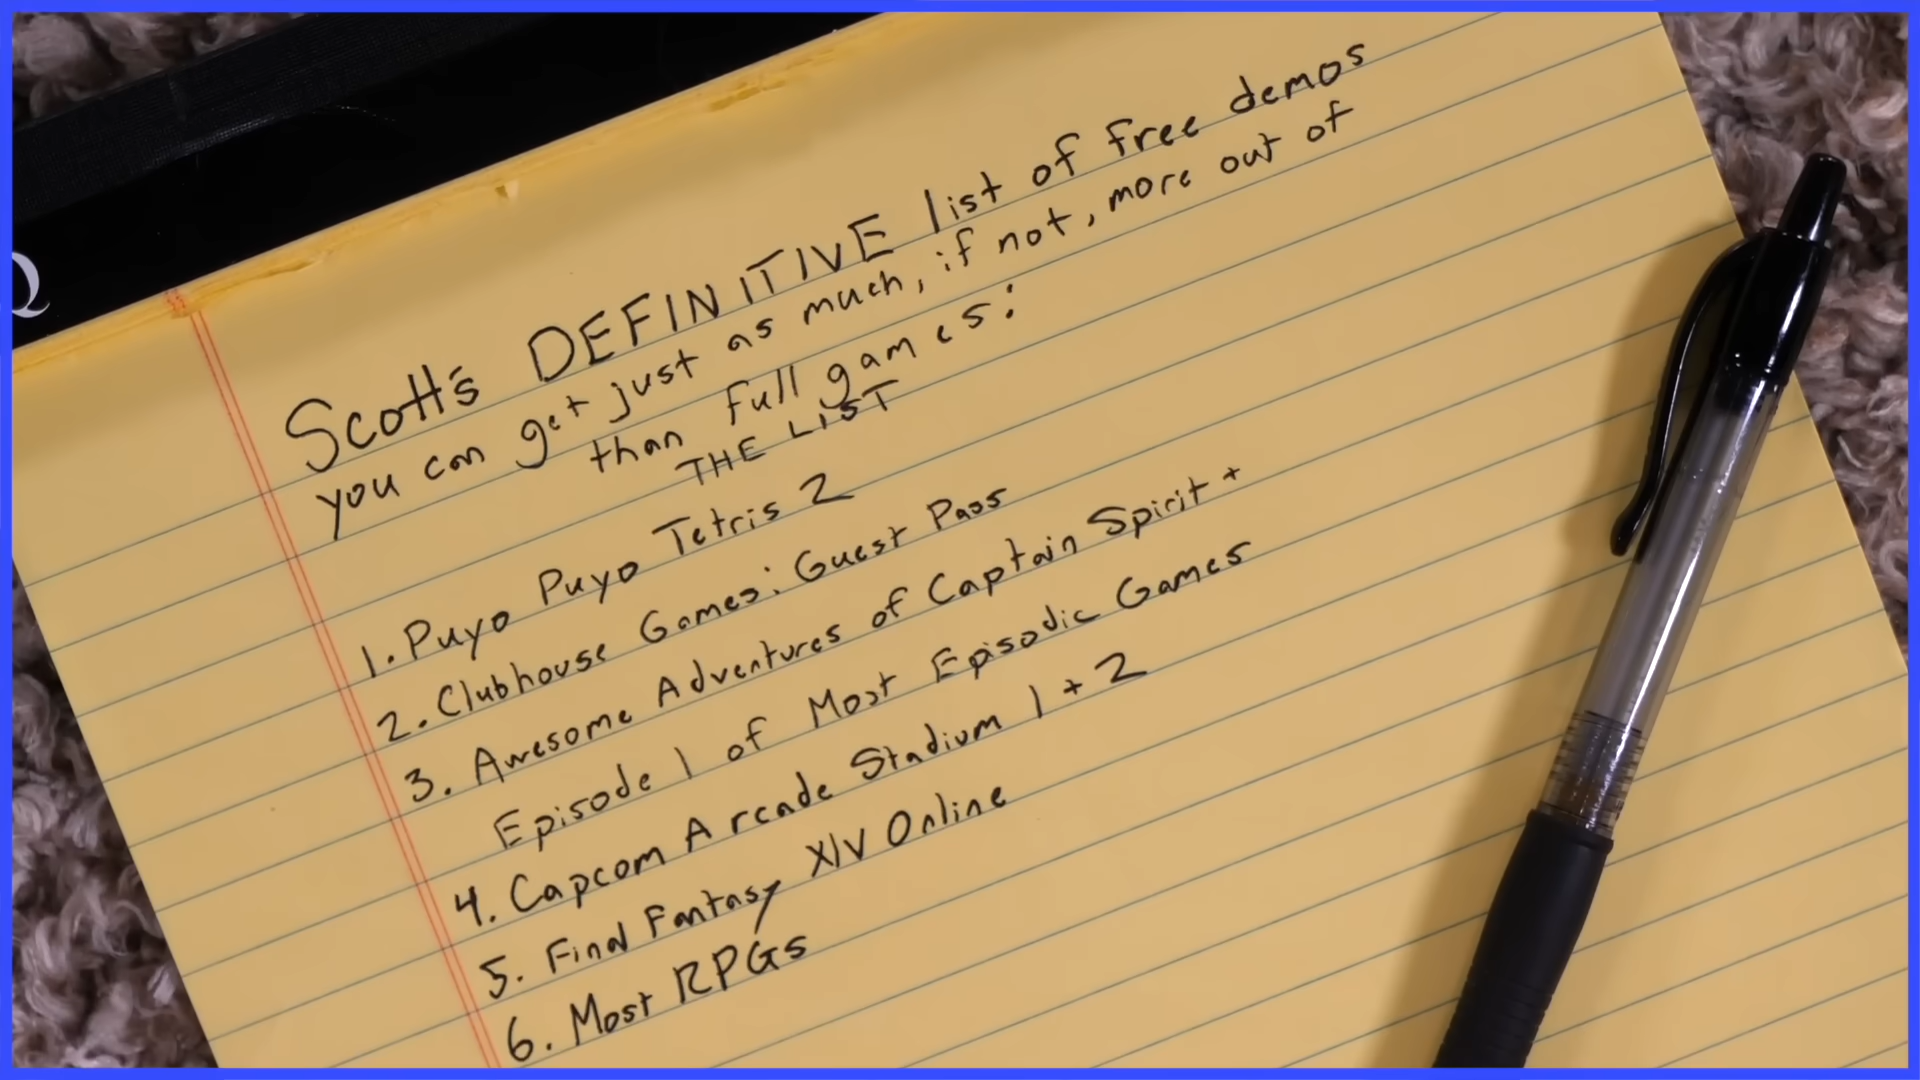 Q
Scott's DEFINITIVE list of free demos
you can get just as much, if not, more out of
than full games:
THE LIST
1. Puyo Puyo Tetris 2
2. Clubhouse Games: Guest Pass
3. Awesome Adventures of Captain Spirit +
Episode 1 of Most Episodic Games
4. Capcom Arcade Stadium 1 + 2
5. Final Fantasy XIV Online
6. Most RPGs